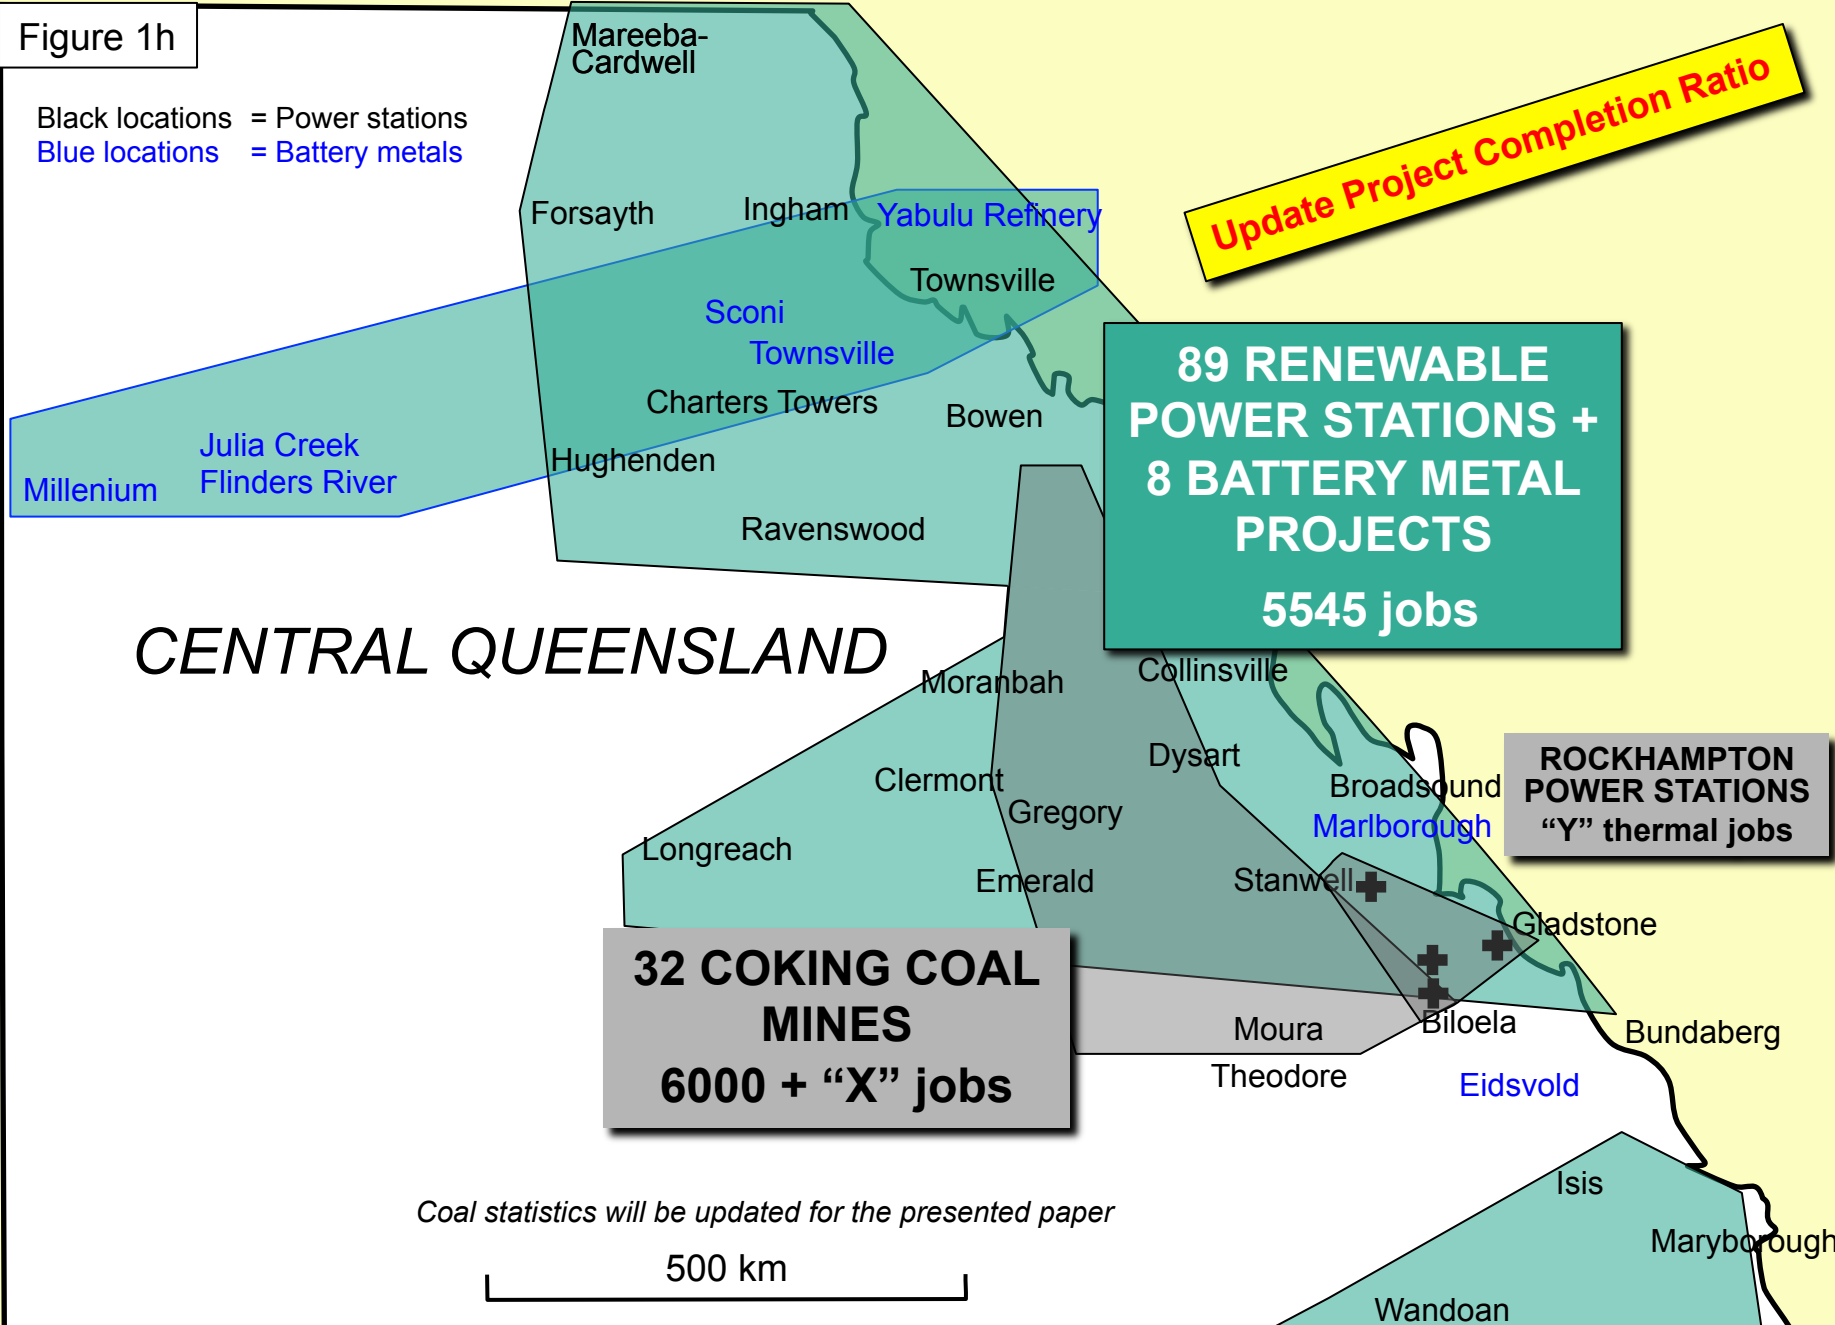 Figure 1h
Black locations = Power stations
Blue locations = Battery metals
Update Project Completion Ratio
Mareeba-
Cardwell
Forsayth
Ingham
Yabulu Refinery
Townsville
Sconi
Townsville
Charters Towers
Bowen
Julia Creek
Flinders River
Millenium
Hughenden
Ravenswood
89 RENEWABLE
POWER STATIONS +
8 BATTERY METAL
PROJECTS
5545 jobs
CENTRAL QUEENSLAND
Moranbah
Collinsville
Dysart
Clermont
Gregory
Broadsound
Marlborough
ROCKHAMPTON
POWER STATIONS
“Y” thermal jobs
Longreach
Emerald
Stanwell
Gladstone
32 COKING COAL
MINES
6000 + “X” jobs
Moura
Biloela
Bundaberg
Theodore
Eidsvold
Isis
Coal statistics will be updated for the presented paper
Maryborough
500 km
Wandoan